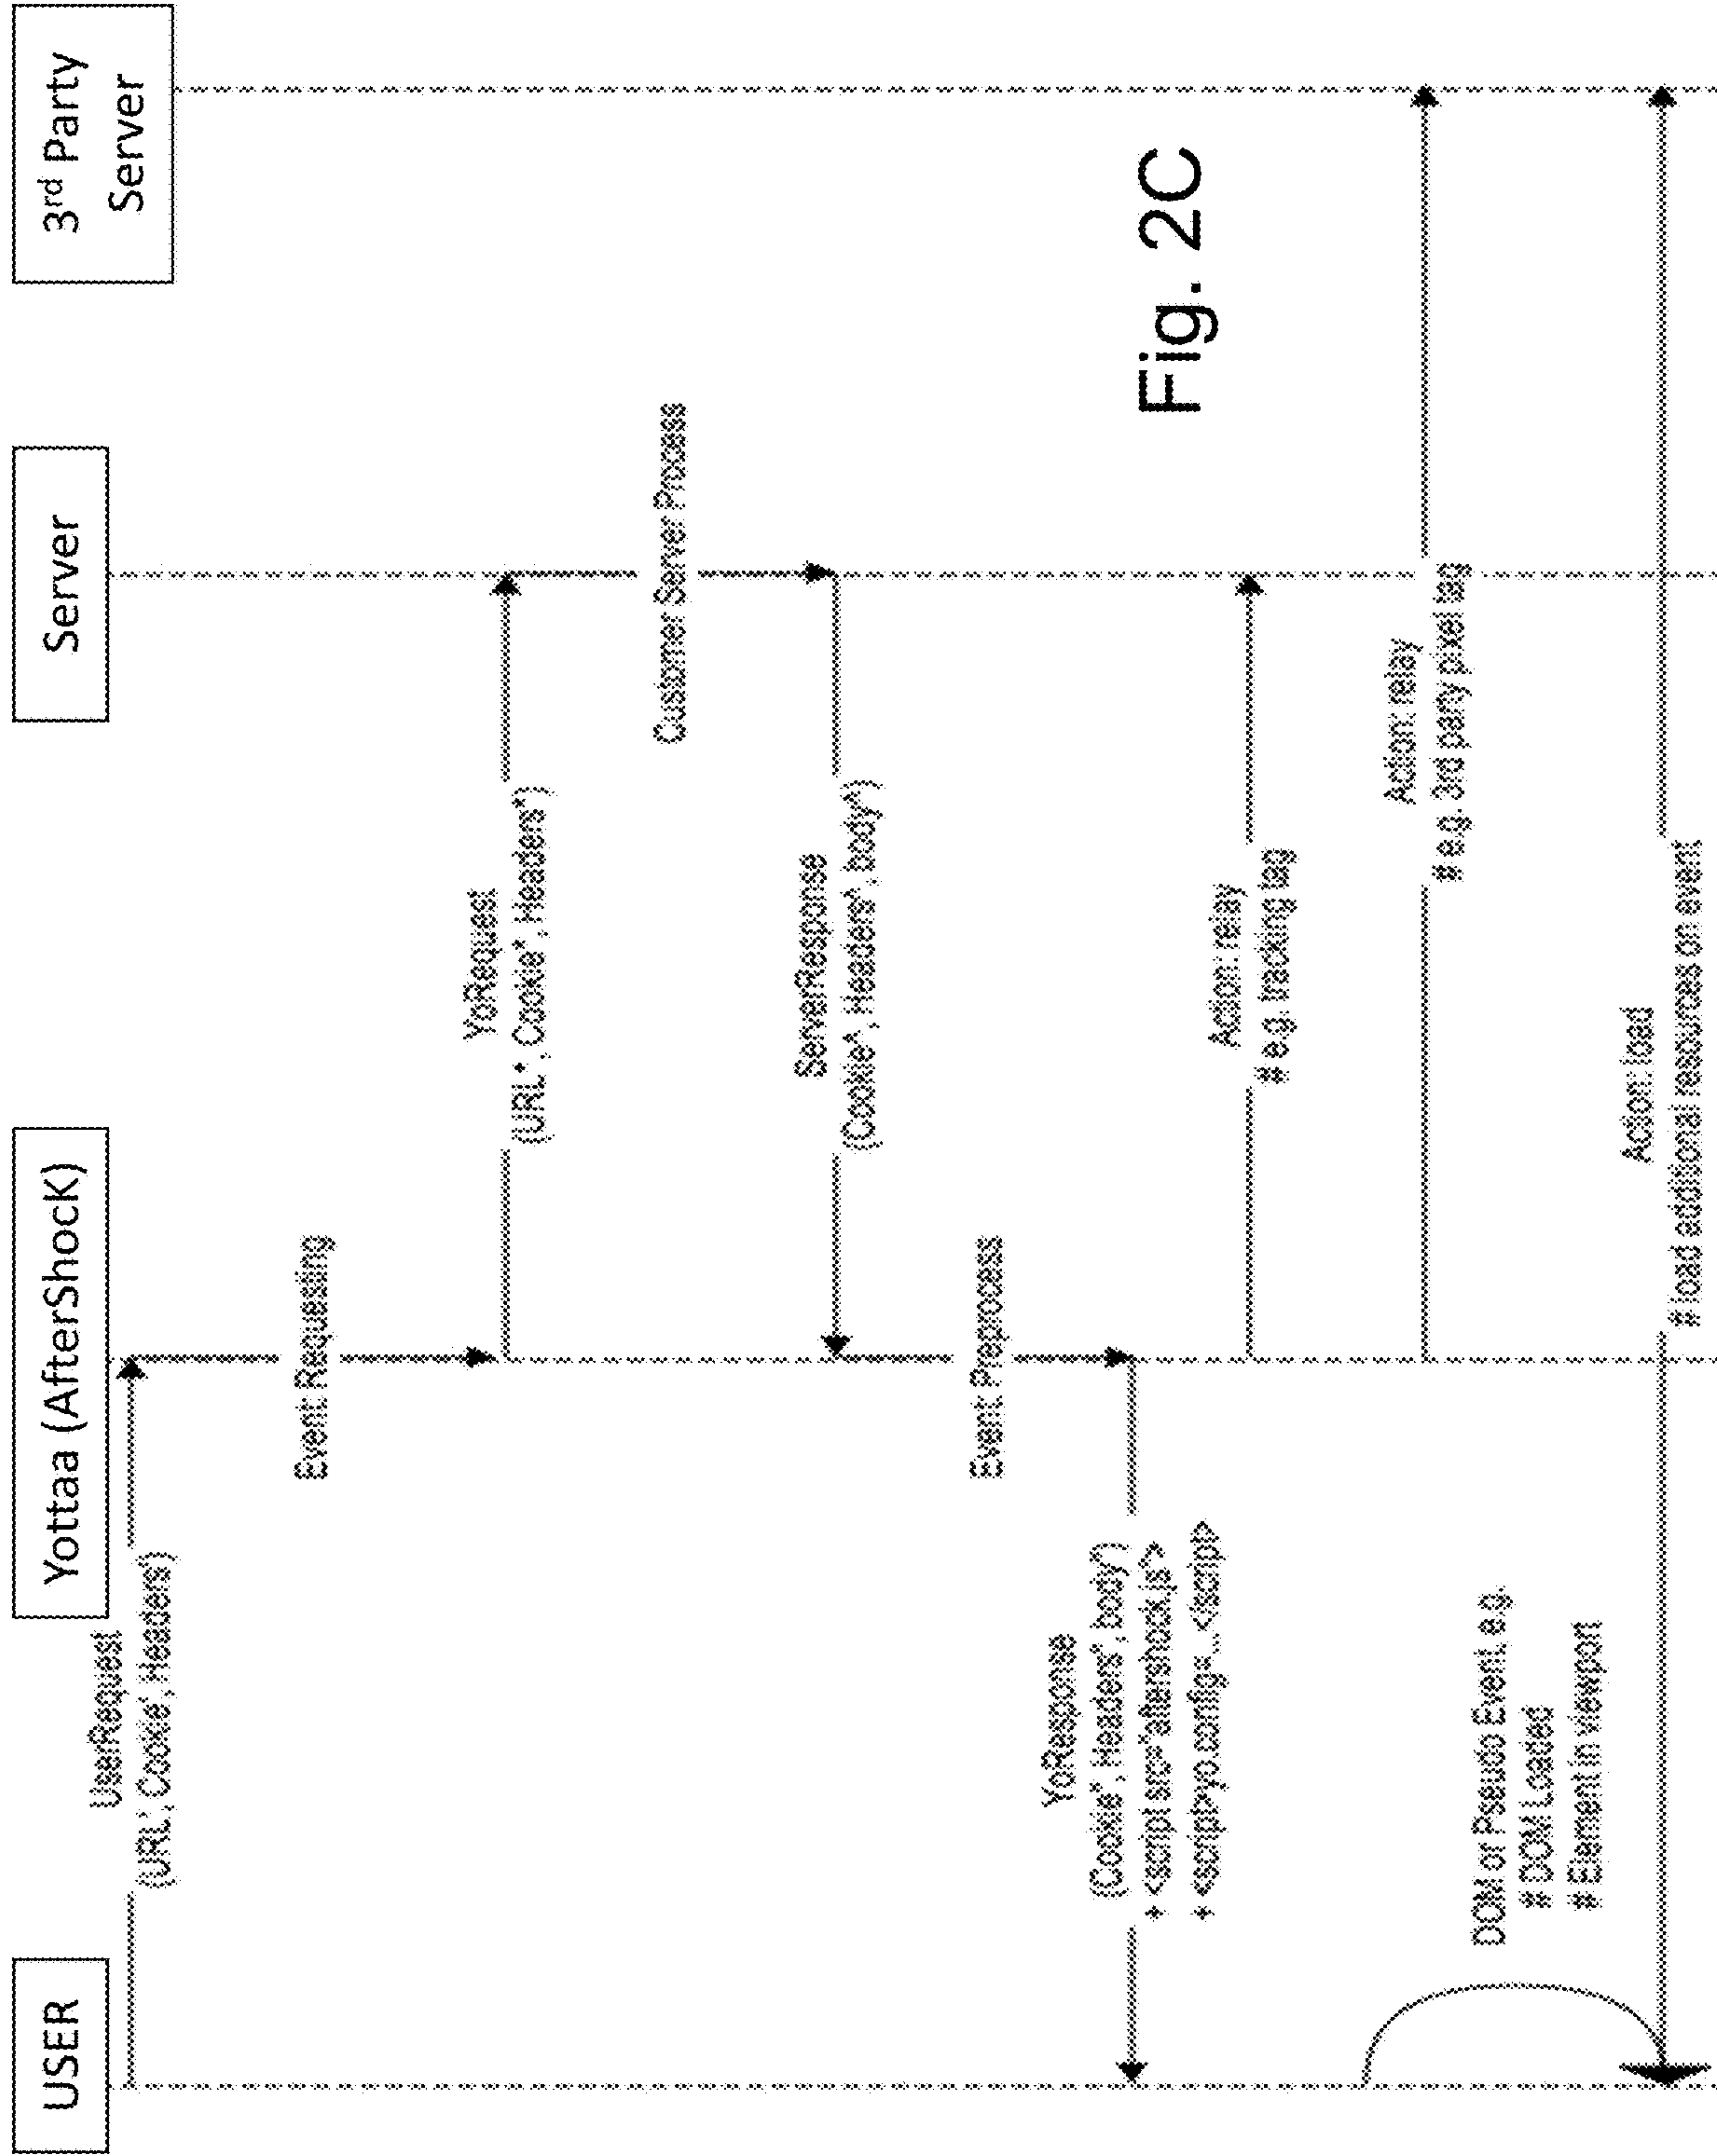 USER
Yottaa (AfterShocK)
Server
3rd Party
Server
UserRequest
(URL', Cookie', Headers')
Event: Requesting
YoRequest
(URL*, Cookie*, Headers*)
Customer Server Process
ServerResponse
(Cookie^, Headers^, body^)
Event: Preprocess
YoResponse
(Cookie", Headers", body")
+ <script src="aftershock.js">
+ <script>yo.config=...<script>
Action: relay
# e.g. tracking tag
Action: relay
# e.g. 3rd party pixel tag
DOM or Pseudo Event, e.g.
# DOM Loaded
# Element in viewport
Action: load
# load additional resources on event
Fig. 2C